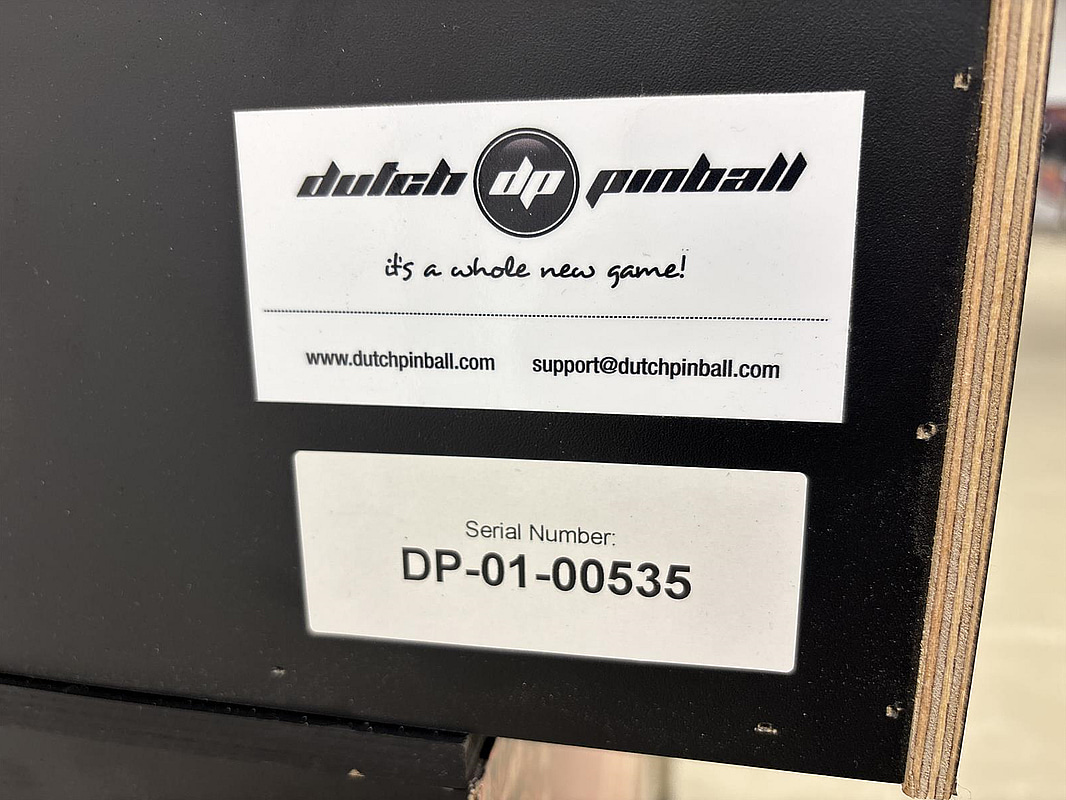 dutch dp pinball
it's a whole new game!
www.dutchpinball.com support@dutchpinball.com
Serial Number:
DP-01-00535